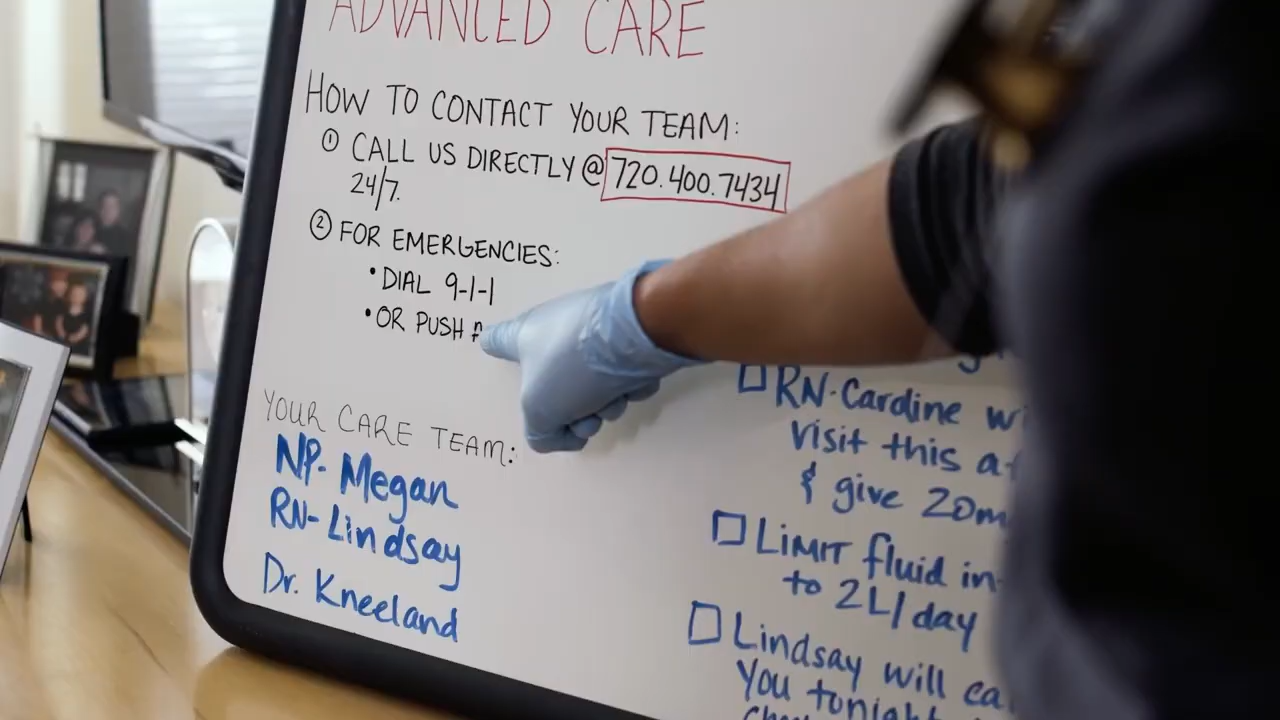 ADVANCED CARE
HOW TO CONTACT YOUR TEAM:
① CALL US DIRECTLY @ 720.400.7434
24/7.
② FOR EMERGENCIES:
• DIAL 9-1-1
• OR PUSH
YOUR CARE TEAM:
NP- Megan
RN- Lindsay
Dr. Kneeland
□ RN-Caroline
visit this
& give 20m
□ LIMIT fluid
to 2L/day
□ Lindsay will
You tonight